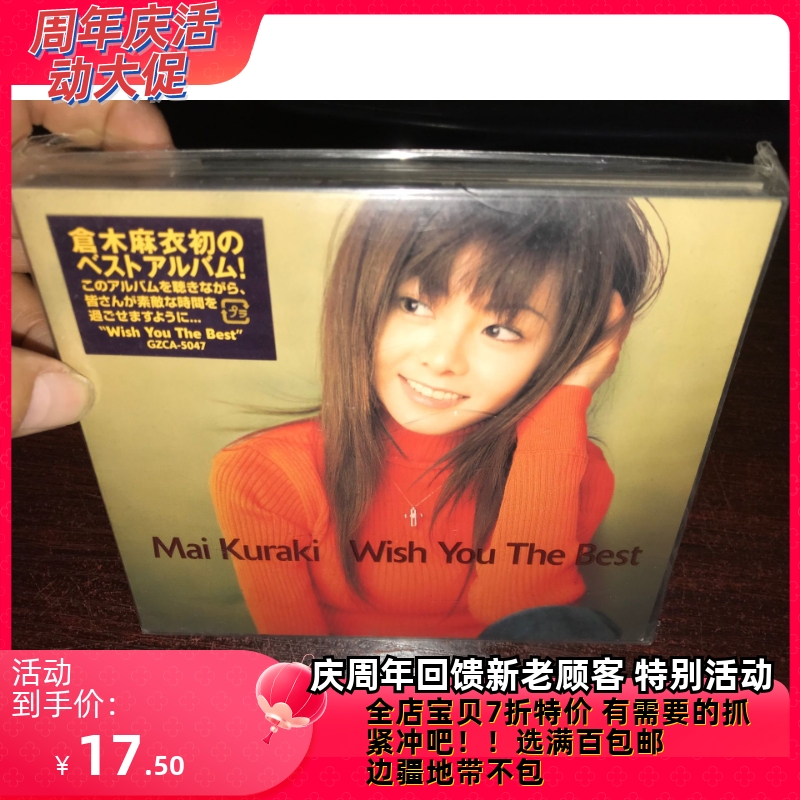 周年庆活
动大促
倉木麻衣初の
ベストアルバム!
このアルバムを聴きながら、
皆さんが素敵な時間を
過ごせますように...
"Wish You The Best"
GZCA-5047
プラ
Mai Kuraki Wish You The Best
活动
到手价：
¥ 17.50
庆周年回馈新老顾客 特别活动
全店宝贝7折特价 有需要的抓
紧冲吧！！选满百包邮
边疆地带不包